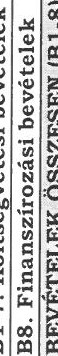 B8. Finanszírozási bevételek
BEVÉTELEK ÖSSZESEN (B1-8)